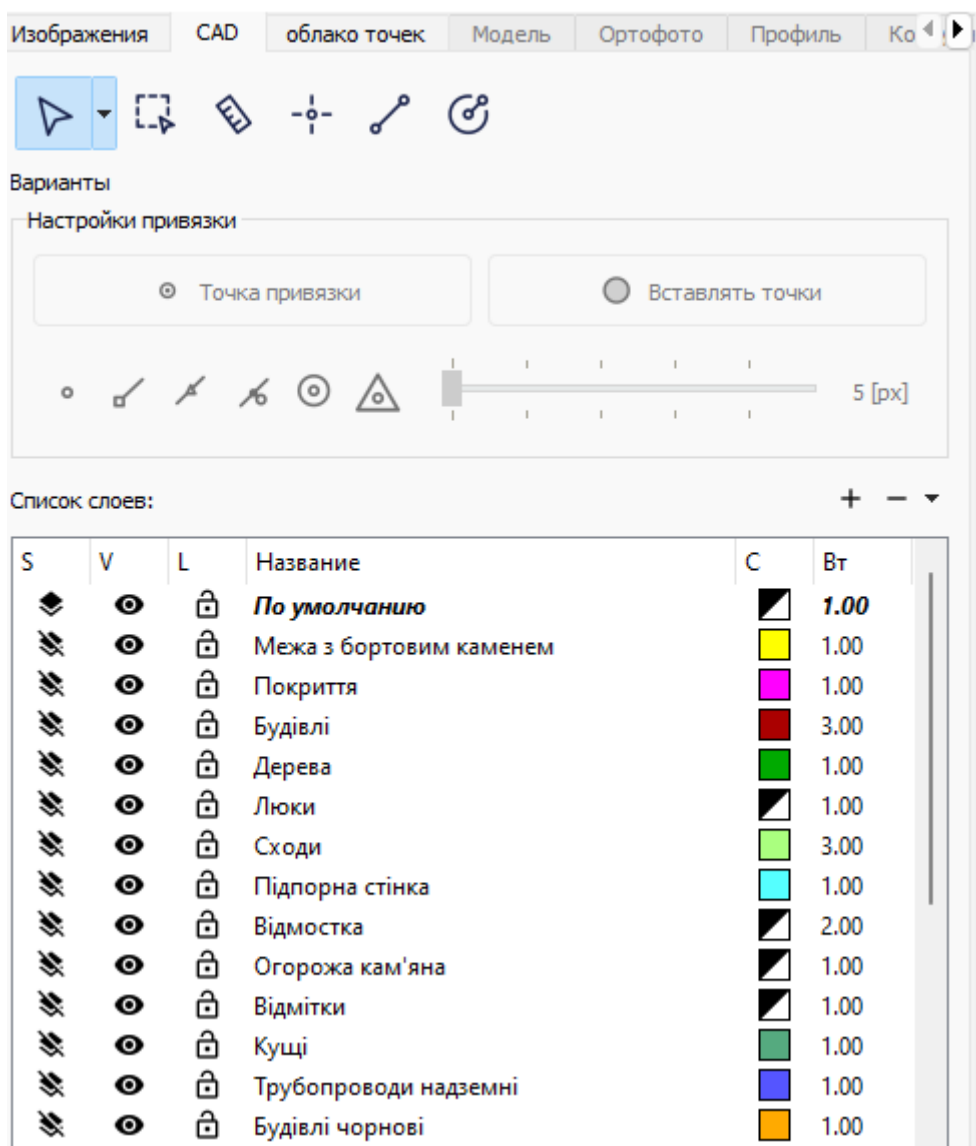 Изображения CAD облако точек Модель Ортофото Профиль Ко
Варианты
Настройки привязки
Точка привязки Вставлять точки
5 [px]
Список слоев:
S V L Название C Вт
По умолчанию 1.00
Межа з бортовим каменем 1.00
Покриття 1.00
Будівлі 3.00
Дерева 1.00
Люки 1.00
Сходи 3.00
Підпорна стінка 1.00
Відмостка 2.00
Огорожа кам'яна 1.00
Відмітки 1.00
Кущі 1.00
Трубопроводи надземні 1.00
Будівлі чорнові 1.00